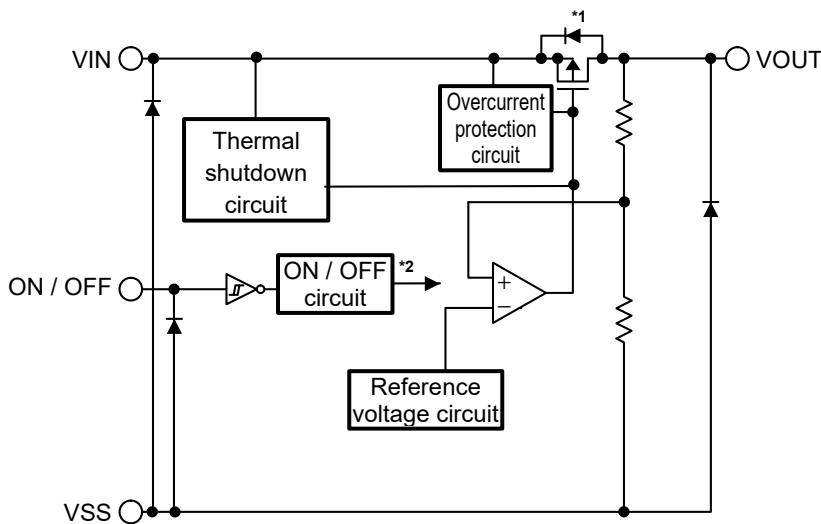 *1
VIN
VOUT
Overcurrent
protection
circuit
Thermal
shutdown
circuit
ON / OFF
ON / OFF
circuit
*2
+
−
Reference
voltage circuit
VSS